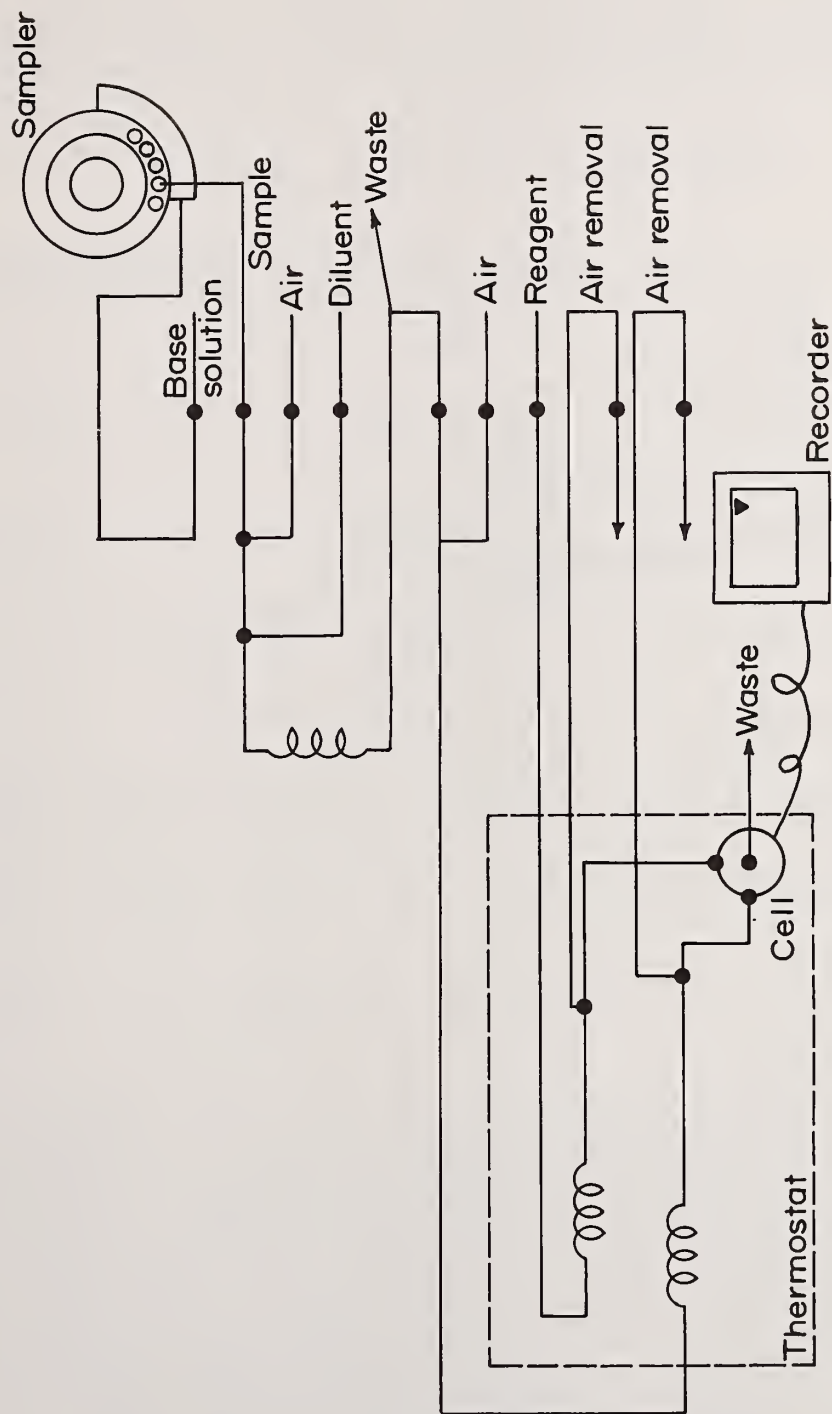 Sampler
Base
solution
Sample
Air
Diluent
Waste
Air
Reagent
Air removal
Air removal
Recorder
Waste
Cell
Thermostat